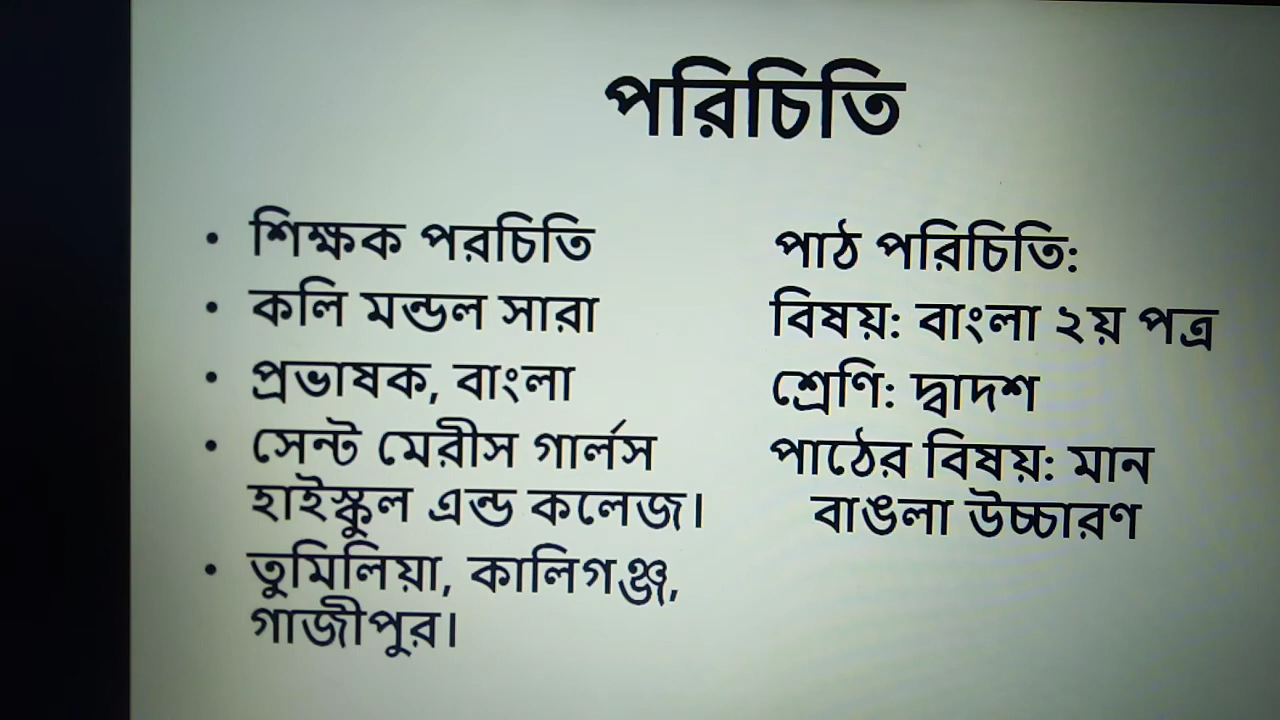 পরিচিতি
শিক্ষক পরচিতি
কলি মন্ডল সারা
প্রভাষক, বাংলা
সেন্ট মেরীস গার্লস
হাইস্কুল এন্ড কলেজ।
তুমিলিয়া, কালিগঞ্জ,
গাজীপুর।
পাঠ পরিচিতি:
বিষয়: বাংলা ২য় পত্র
শ্রেণি: দ্বাদশ
পাঠের বিষয়: মান
বাঙলা উচ্চারণ